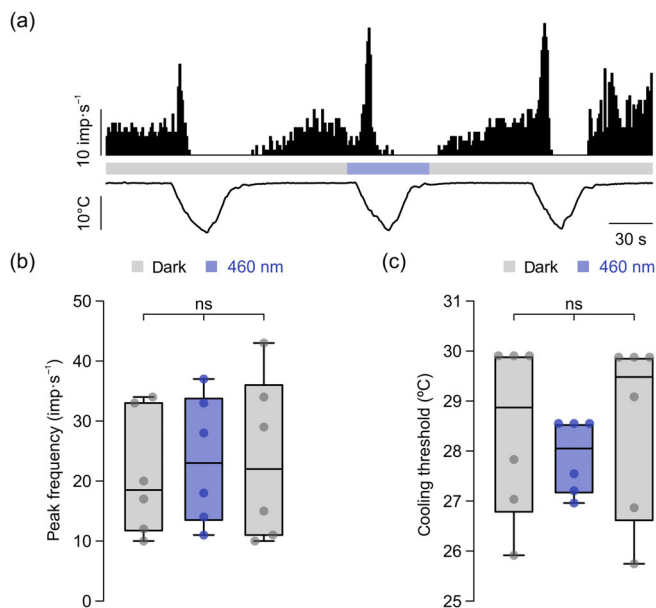 (a)
10 imp·s⁻¹
10°C
30 s
(b)
Dark
460 nm
ns
Peak frequency (imp·s⁻¹)
50
40
30
20
10
0
(c)
Dark
460 nm
ns
Cooling threshold (ºC)
31
30
29
28
27
26
25